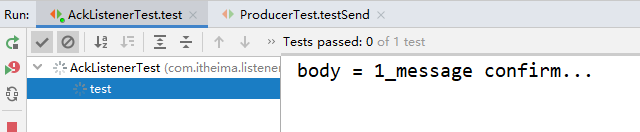 Run: AckListenerTest.test × ProducerTest.testSend ×
» Tests passed: 0 of 1 test
AckListenerTest (com.itheima.listener
test
body = 1_message confirm...